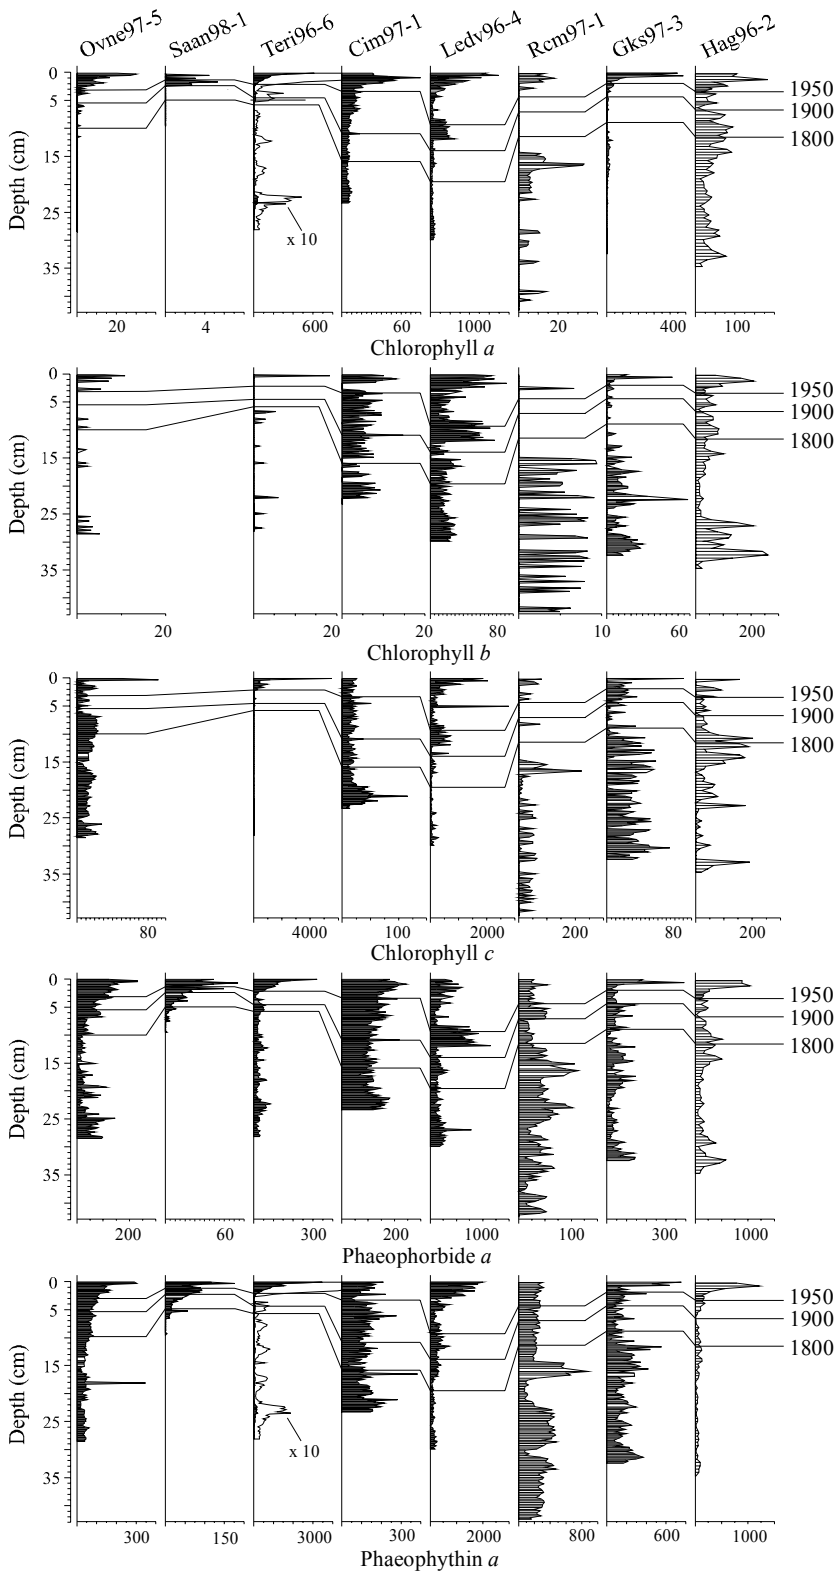 Ovne97-5 Saan98-1 Teri96-6 Cim97-1 Ledv96-4 Rcm97-1 Gks97-3 Hag96-2
0
5
15
25
35
Depth (cm)
1950
1900
1800
x 10
20 4 600 60 1000 20 400 100
Chlorophyll a
0
5
15
25
35
Depth (cm)
1950
1900
1800
20 20 20 80 10 60 200
Chlorophyll b
0
5
15
25
35
Depth (cm)
1950
1900
1800
80 4000 100 2000 200 80 200
Chlorophyll c
0
5
15
25
35
Depth (cm)
1950
1900
1800
200 60 300 200 1000 100 300 1000
Phaeophorbide a
0
5
15
25
35
Depth (cm)
1950
1900
1800
x 10
300 150 3000 300 2000 800 600 1000
Phaeophythin a